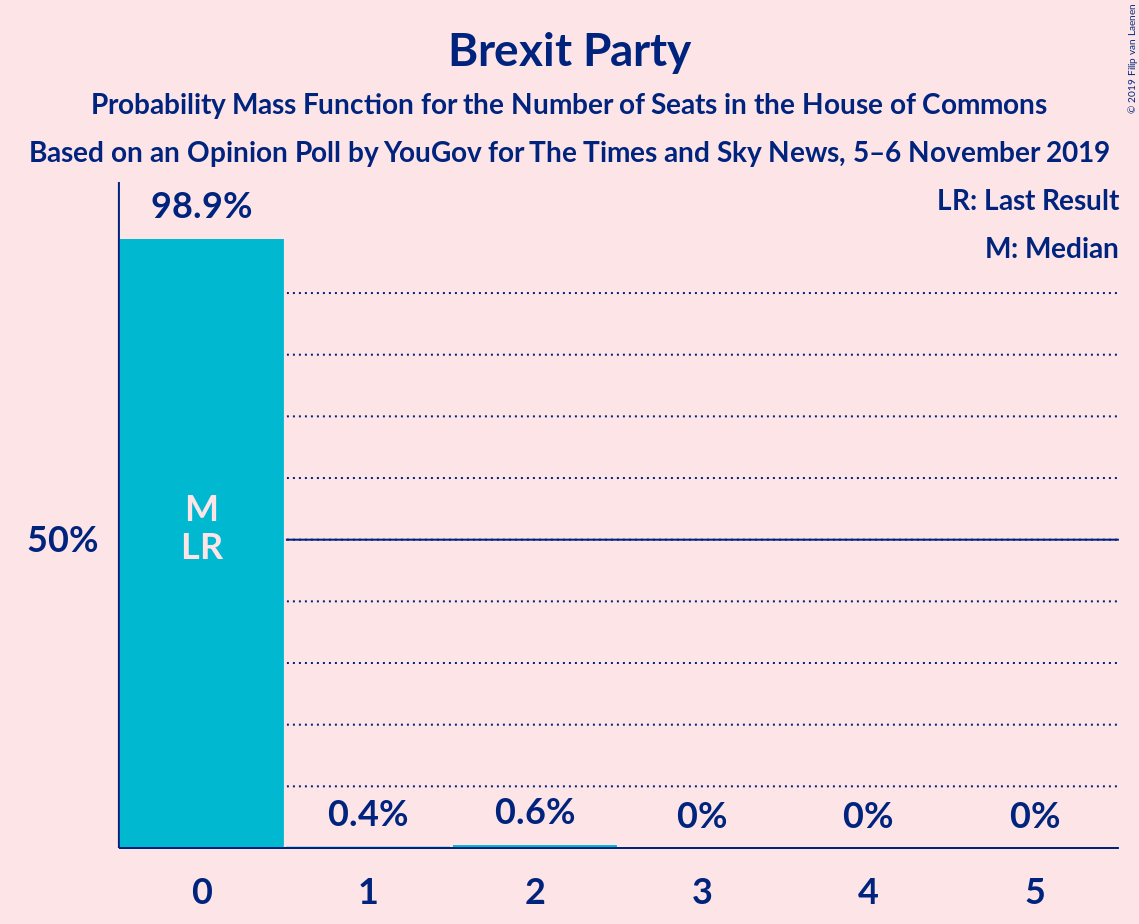 Brexit Party
Probability Mass Function for the Number of Seats in the House of Commons
Based on an Opinion Poll by YouGov for The Times and Sky News, 5–6 November 2019
© 2019 Filip van Laenen
LR: Last Result
M: Median
98.9%
M
LR
50%
0.4%
0.6%
0%
0%
0%
0
1
2
3
4
5